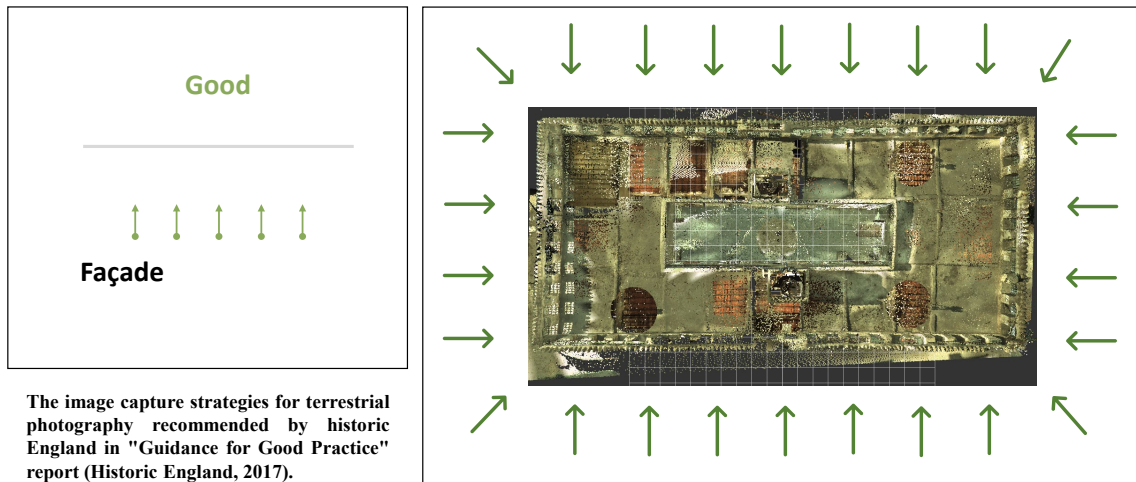 Good
Façade
The image capture strategies for terrestrial
photography recommended by historic
England in "Guidance for Good Practice"
report (Historic England, 2017).